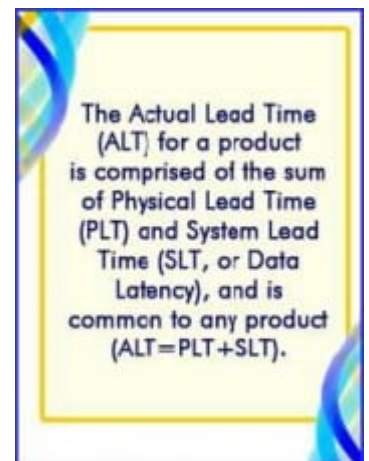 The Actual Lead Time
(ALT) for a product
is comprised of the sum
of Physical Lead Time
(PLT) and System Lead
Time (SLT, or Data
Latency), and is
common to any product
(ALT=PLT+SLT).